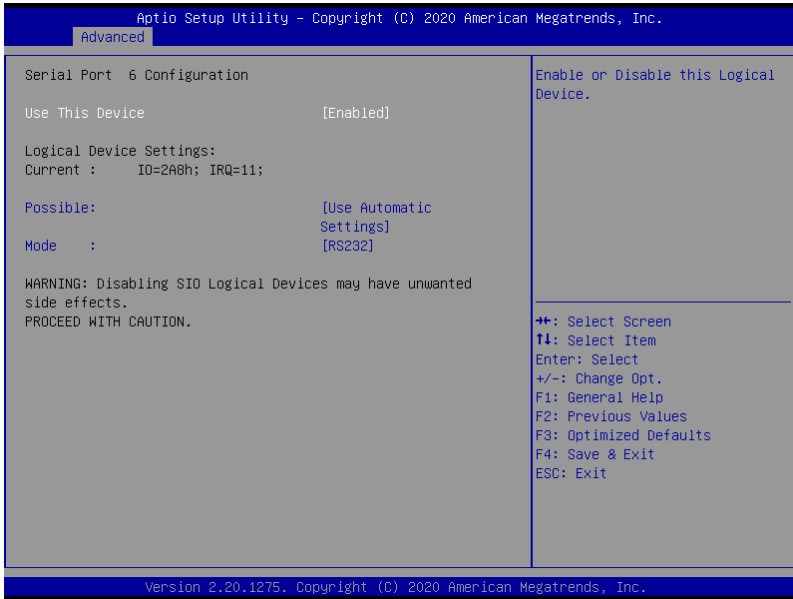 Aptio Setup Utility – Copyright (C) 2020 American Megatrends, Inc.
Advanced
Serial Port  6 Configuration
Use This Device [Enabled]
Logical Device Settings:
Current : IO=2A8h; IRQ=11;
Possible: [Use Automatic
Settings]
Mode : [RS232]
WARNING: Disabling SIO Logical Devices may have unwanted
side effects.
PROCEED WITH CAUTION.
Enable or Disable this Logical
Device.
→←: Select Screen
↑↓: Select Item
Enter: Select
+/-: Change Opt.
F1: General Help
F2: Previous Values
F3: Optimized Defaults
F4: Save & Exit
ESC: Exit
Version 2.20.1275. Copyright (C) 2020 American Megatrends, Inc.